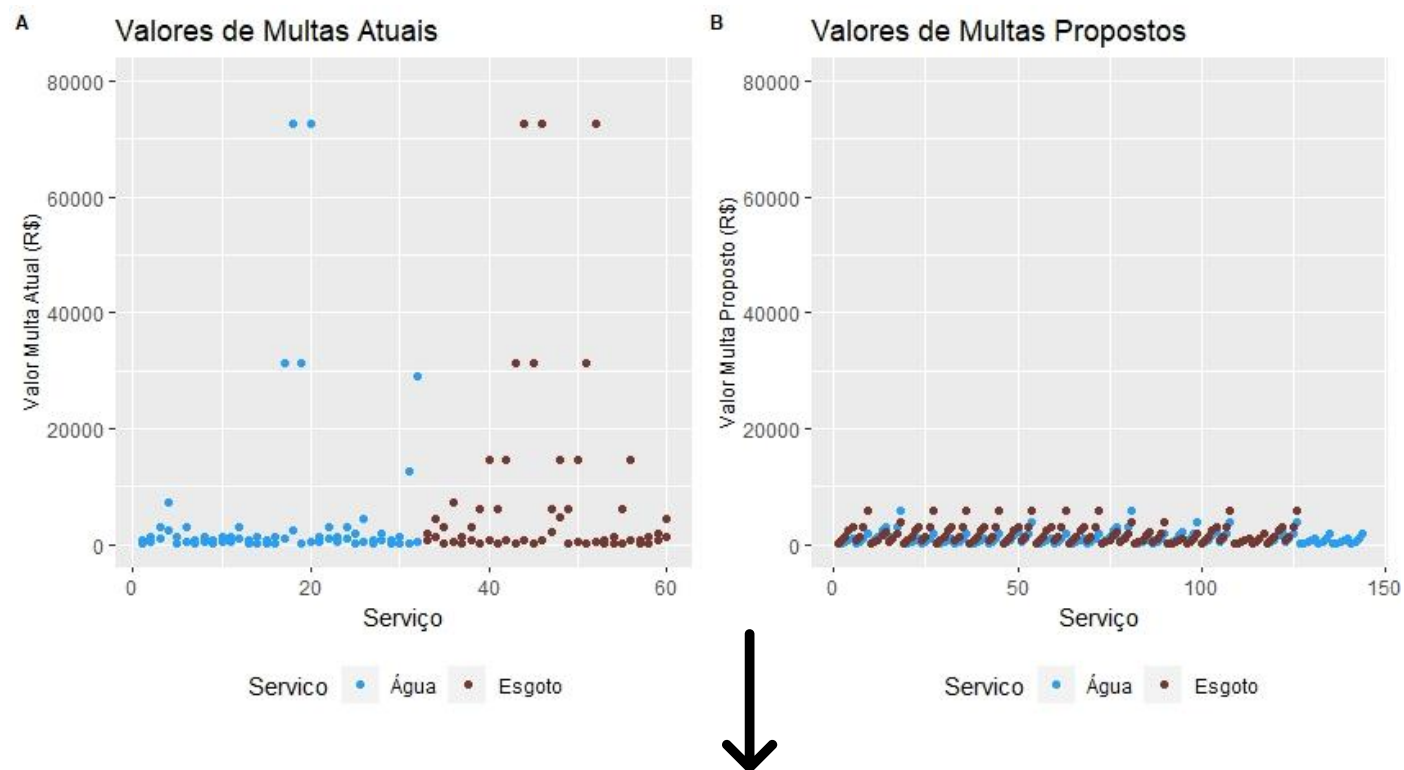 A
Valores de Multas Atuais
Valor Multa Atual (R$)
80000
60000
40000
20000
0
0 20 40 60
Serviço
Servico Água Esgoto
B
Valores de Multas Propostos
Valor Multa Proposto (R$)
80000
60000
40000
20000
0
0 50 100 150
Serviço
Servico Água Esgoto